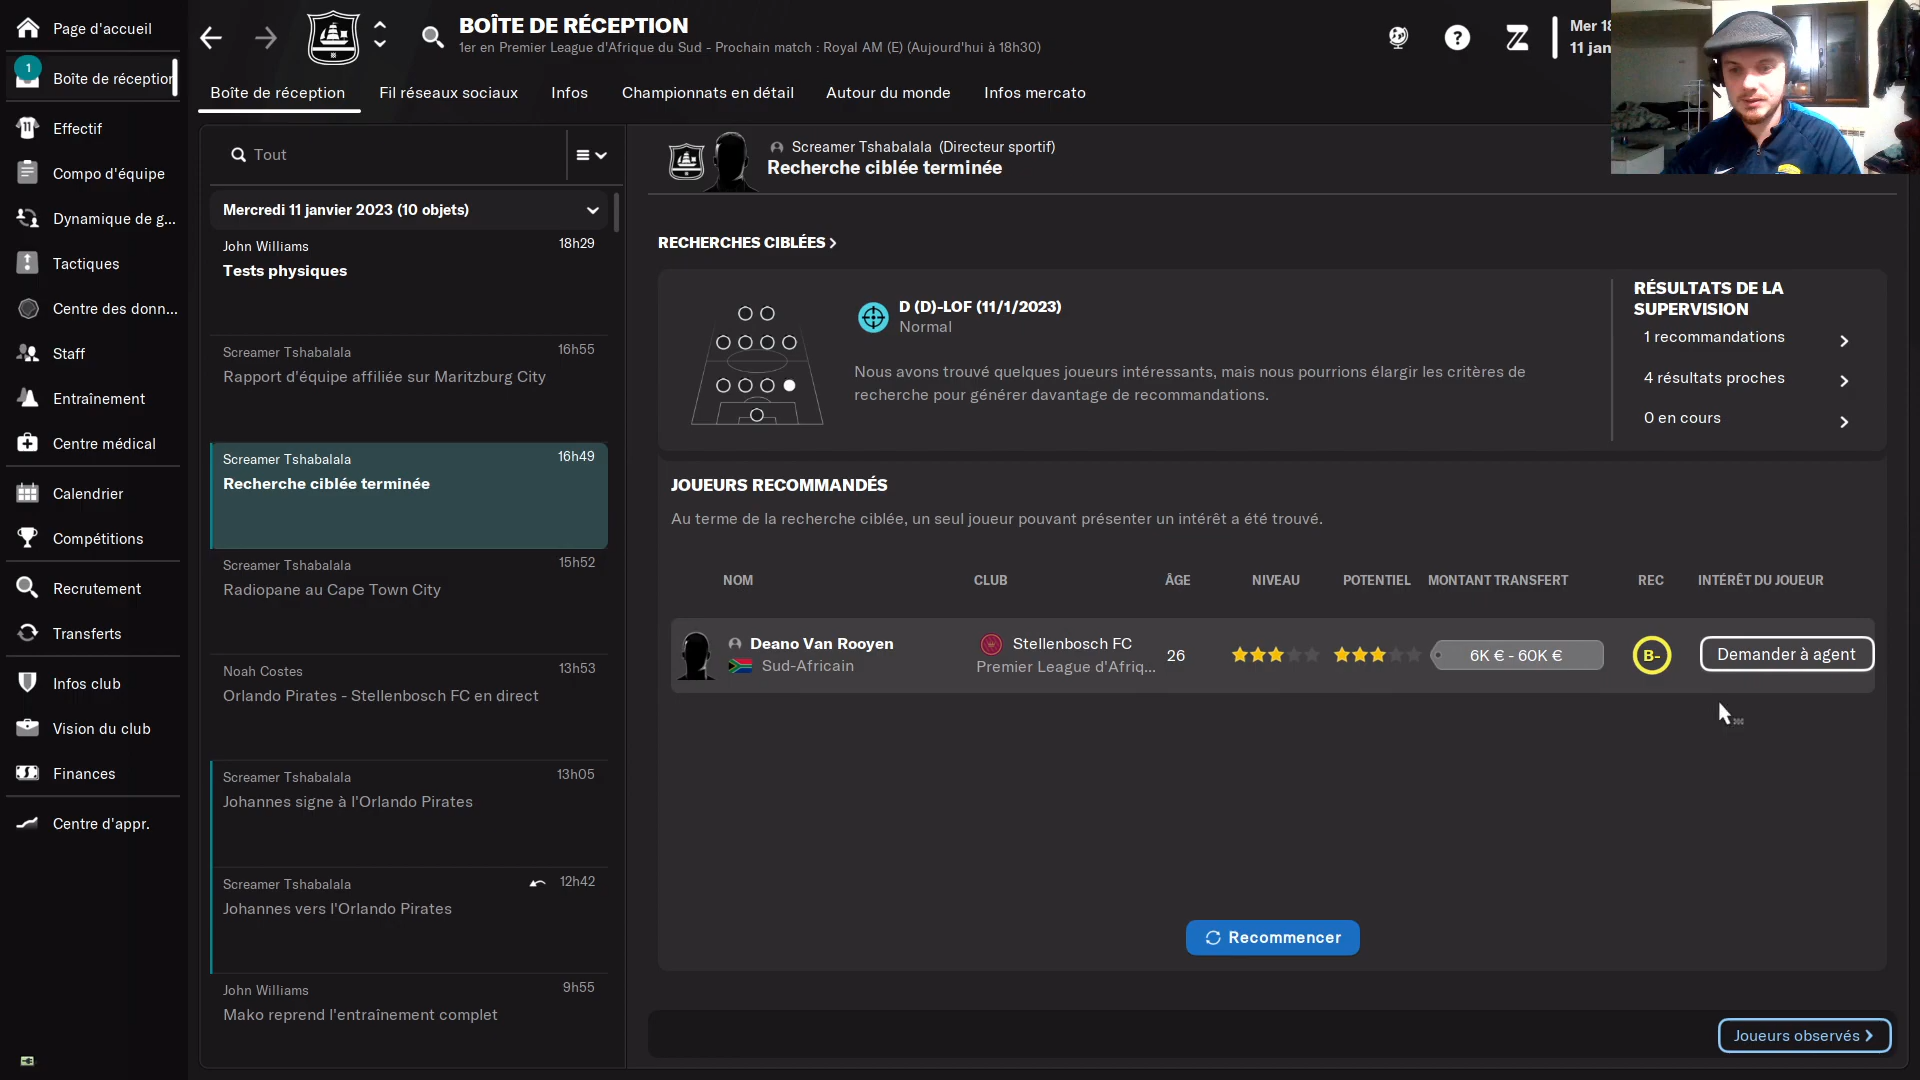 Page d'accueil
1
Boîte de réception
Effectif
Compo d'équipe
Dynamique de g...
Tactiques
Centre des donn...
Staff
Entraînement
Centre médical
Calendrier
Compétitions
Recrutement
Transferts
Infos club
Vision du club
Finances
Centre d'appr.
BOÎTE DE RÉCEPTION
1er en Premier League d'Afrique du Sud - Prochain match : Royal AM (E) (Aujourd'hui à 18h30)
?
Mer 18
11 jan
Boîte de réception
Fil réseaux sociaux
Infos
Championnats en détail
Autour du monde
Infos mercato
Tout
Mercredi 11 janvier 2023 (10 objets)
John Williams 18h29
Tests physiques
Screamer Tshabalala 16h55
Rapport d'équipe affiliée sur Maritzburg City
Screamer Tshabalala 16h49
Recherche ciblée terminée
Screamer Tshabalala 15h52
Radiopane au Cape Town City
Noah Costes 13h53
Orlando Pirates - Stellenbosch FC en direct
Screamer Tshabalala 13h05
Johannes signe à l'Orlando Pirates
Screamer Tshabalala 12h42
Johannes vers l'Orlando Pirates
John Williams 9h55
Mako reprend l'entraînement complet
Screamer Tshabalala (Directeur sportif)
Recherche ciblée terminée
RECHERCHES CIBLÉES
D (D)-LOF (11/1/2023)
Normal
Nous avons trouvé quelques joueurs intéressants, mais nous pourrions élargir les critères de
recherche pour générer davantage de recommandations.
RÉSULTATS DE LA
SUPERVISION
1 recommandations
4 résultats proches
0 en cours
JOUEURS RECOMMANDÉS
Au terme de la recherche ciblée, un seul joueur pouvant présenter un intérêt a été trouvé.
NOM CLUB ÂGE NIVEAU POTENTIEL MONTANT TRANSFERT REC INTÉRÊT DU JOUEUR
Deano Van Rooyen
Sud-Africain
Stellenbosch FC
Premier League d'Afriq...
26
6K € - 60K €
B-
Demander à agent
Recommencer
Joueurs observés